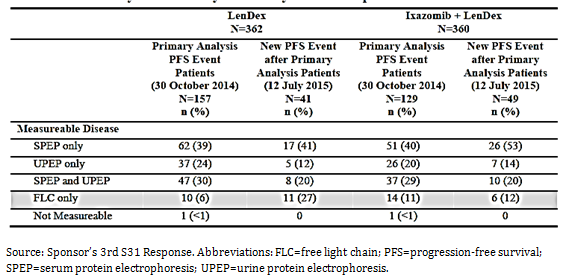 LenDex Ixazomib + LenDex
N=362 N=360
Primary Analysis New PFS Event Primary Analysis New PFS Event
PFS Event after Primary PFS Event after Primary
Patients Analysis Patients Patients Analysis Patients
(30 October 2014) (12 July 2015) (30 October 2014) (12 July 2015)
N=157 N=41 N=129 N=49
n (%) n (%) n (%) n (%)
Measureable Disease
SPEP only 62 (39) 17 (41) 51 (40) 26 (53)
UPEP only 37 (24) 5 (12) 26 (20) 7 (14)
SPEP and UPEP 47 (30) 8 (20) 37 (29) 10 (20)
FLC only 10 (6) 11 (27) 14 (11) 6 (12)
Not Measureable 1 (<1) 0 1 (<1) 0
Source: Sponsor's 3rd S31 Response. Abbreviations: FLC=free light chain; PFS=progression-free survival;
SPEP=serum protein electrophoresis; UPEP=urine protein electrophoresis.